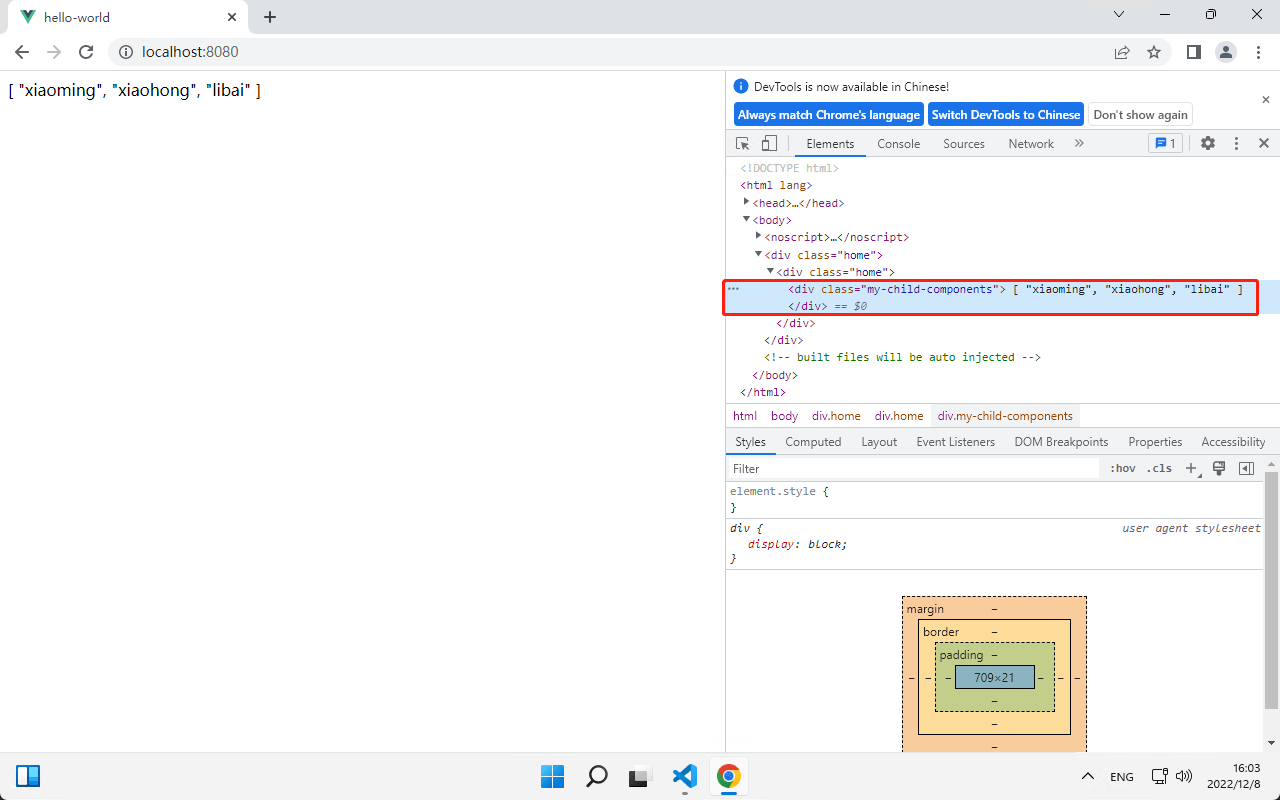 hello-world
localhost:8080
[ "xiaoming", "xiaohong", "libai" ]
DevTools is now available in Chinese!
Always match Chrome's language Switch DevTools to Chinese Don't show again
Elements Console Sources Network » 1
<!DOCTYPE html>
<html lang>
<head>…</head>
<body>
<noscript>…</noscript>
<div class="home">
<div class="home">
<div class="my-child-components"> [ "xiaoming", "xiaohong", "libai" ]
</div> == $0
</div>
</div>
<!-- built files will be auto injected -->
</body>
</html>
html body div.home div.home div.my-child-components
Styles Computed Layout Event Listeners DOM Breakpoints Properties Accessibility
Filter :hov .cls
element.style {
}
div { user agent stylesheet
display: block;
}
margin –
border –
padding –
– – – 709×21 – – –
–
–
–
ENG
16:03
2022/12/8